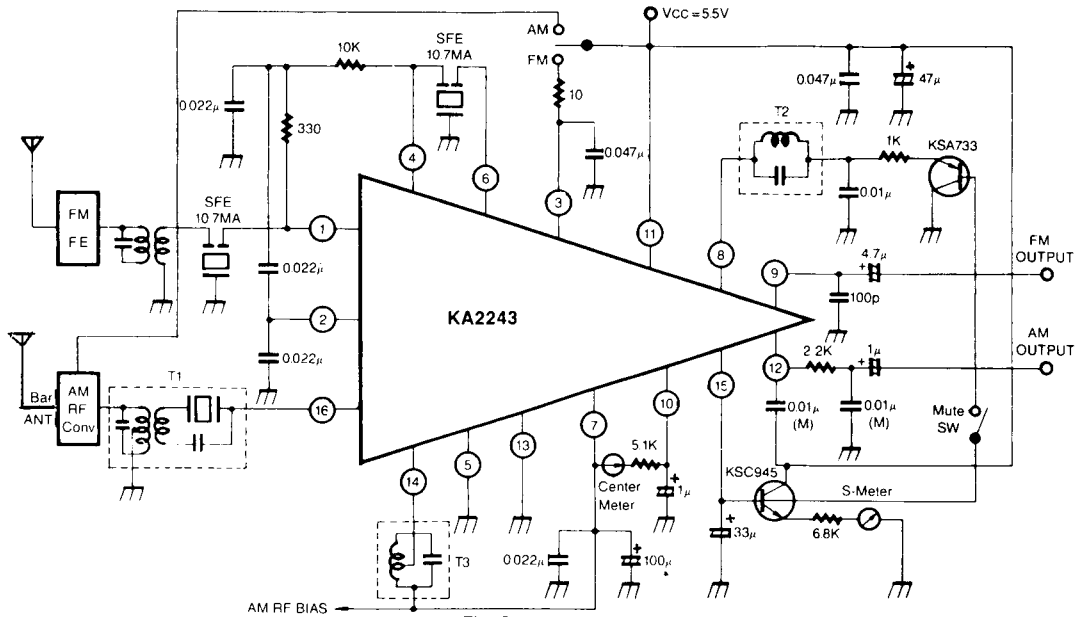 VCC = 5.5V
AM
FM
10K
SFE
10.7MA
0.022μ
330
10
0.047μ
0.047μ
47μ
T2
1K
KSA733
0.01μ
4
6
3
11
8
FM
FE
SFE
10.7MA
1
0.022μ
2
0.022μ
KA2243
9
4.7μ
100p
FM
OUTPUT
AM
OUTPUT
12
2.2K
1μ
0.01μ
(M)
0.01μ
(M)
Mute
SW
Bar
ANT
AM
RF
Conv
T1
16
14
5
13
7
10
15
Center
Meter
5.1K
1μ
KSC945
S-Meter
33μ
6.8K
T3
0.022μ
100μ
AM RF BIAS